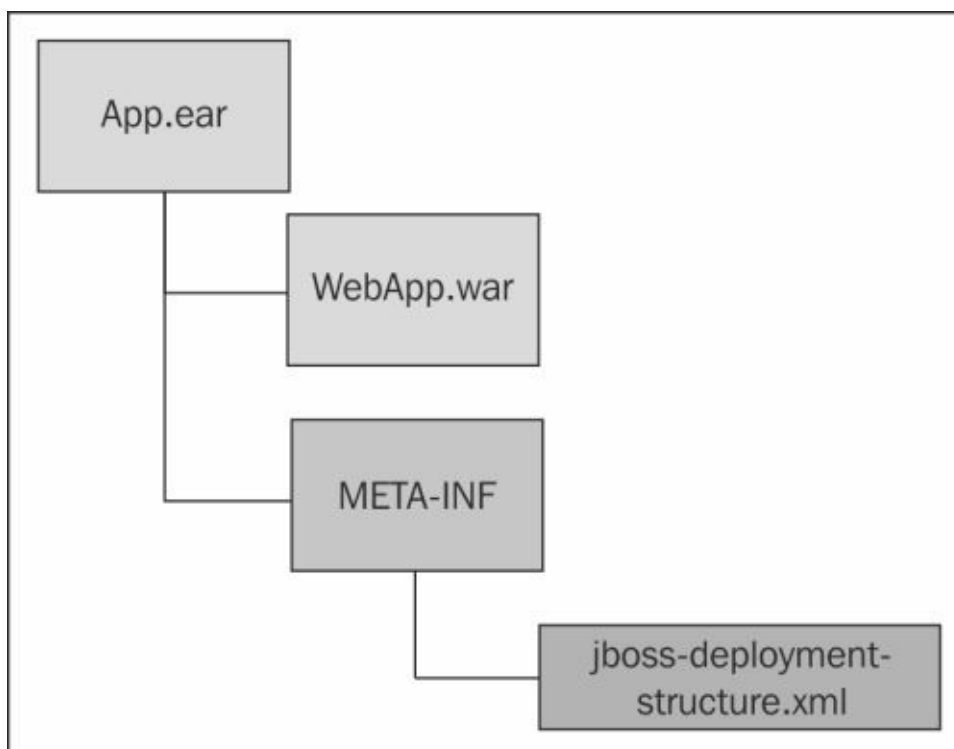 App.ear
WebApp.war
META-INF
jboss-deployment-
structure.xml